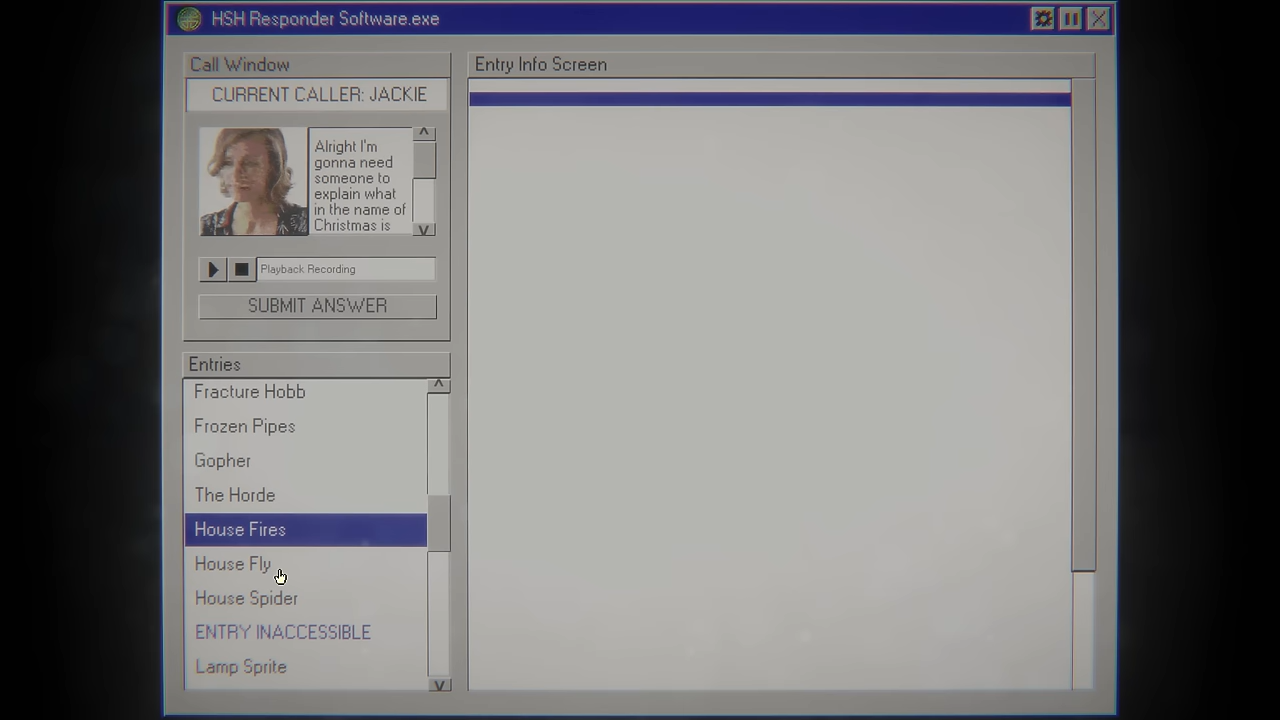 HSH Responder Software.exe
Call Window
CURRENT CALLER: JACKIE
Alright I'm
gonna need
someone to
explain what
in the name of
Christmas is
Playback Recording
SUBMIT ANSWER
Entries
Fracture Hobb
Frozen Pipes
Gopher
The Horde
House Fires
House Fly
House Spider
ENTRY INACCESSIBLE
Lamp Sprite
Entry Info Screen